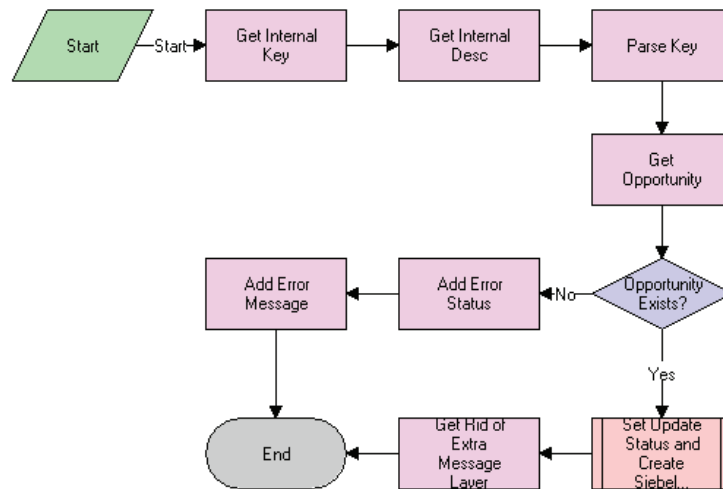 Start
Start
Get Internal
Key
Get Internal
Desc
Parse Key
Get
Opportunity
Opportunity
Exists?
No
Add Error
Status
Add Error
Message
Yes
Set Update
Status and
Create
Siebel...
Get Rid of
Extra
Message
Layer
End